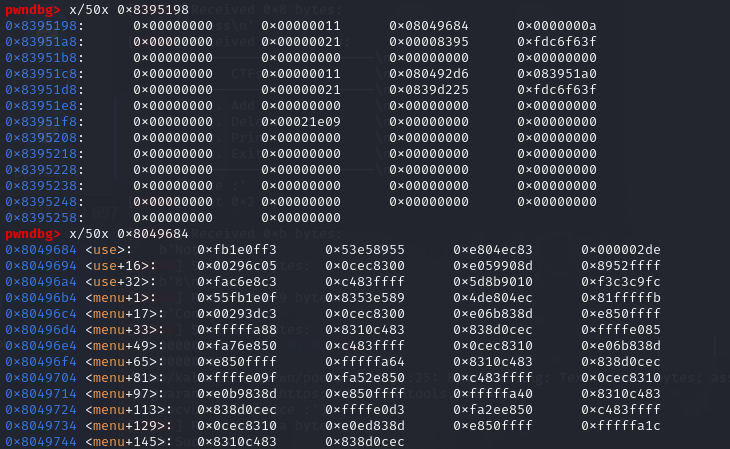 pwndbg> x/50x 0×8395198
0×8395198: 0×00000000 0×00000011 0×08049684 0×0000000a
0×83951a8: 0×00000000 0×00000021 0×00008395 0×fdc6f63f
0×83951b8: 0×00000000 0×00000000 0×00000000 0×00000000
0×83951c8: 0×00000000 0×00000011 0×080492d6 0×083951a0
0×83951d8: 0×00000000 0×00000021 0×0839d225 0×fdc6f63f
0×83951e8: 0×00000000 0×00000000 0×00000000 0×00000000
0×83951f8: 0×00000000 0×00021e09 0×00000000 0×00000000
0×8395208: 0×00000000 0×00000000 0×00000000 0×00000000
0×8395218: 0×00000000 0×00000000 0×00000000 0×00000000
0×8395228: 0×00000000 0×00000000 0×00000000 0×00000000
0×8395238: 0×00000000 0×00000000 0×00000000 0×00000000
0×8395248: 0×00000000 0×00000000 0×00000000 0×00000000
0×8395258: 0×00000000 0×00000000
pwndbg> x/50x 0×8049684
0×8049684 <use>: 0×fb1e0ff3 0×53e58955 0×e804ec83 0×000002de
0×8049694 <use+16>: 0×00296c05 0×0cec8300 0×e059908d 0×8952ffff
0×80496a4 <use+32>: 0×fac6e8c3 0×c483ffff 0×5d8b9010 0×f3c3c9fc
0×80496b4 <menu+1>: 0×55fb1e0f 0×8353e589 0×4de804ec 0×81fffffb
0×80496c4 <menu+17>: 0×00293dc3 0×0cec8300 0×e06b838d 0×e850ffff
0×80496d4 <menu+33>: 0×fffffa88 0×8310c483 0×838d0cec 0×ffffe085
0×80496e4 <menu+49>: 0×fa76e850 0×c483ffff 0×0cec8310 0×e06b838d
0×80496f4 <menu+65>: 0×e850ffff 0×fffffa64 0×8310c483 0×838d0cec
0×8049704 <menu+81>: 0×ffffe09f 0×fa52e850 0×c483ffff 0×0cec8310
0×8049714 <menu+97>: 0×e0b9838d 0×e850ffff 0×fffffa40 0×8310c483
0×8049724 <menu+113>: 0×838d0cec 0×ffffe0d3 0×fa2ee850 0×c483ffff
0×8049734 <menu+129>: 0×0cec8310 0×e0ed838d 0×e850ffff 0×fffffa1c
0×8049744 <menu+145>: 0×8310c483 0×838d0cec